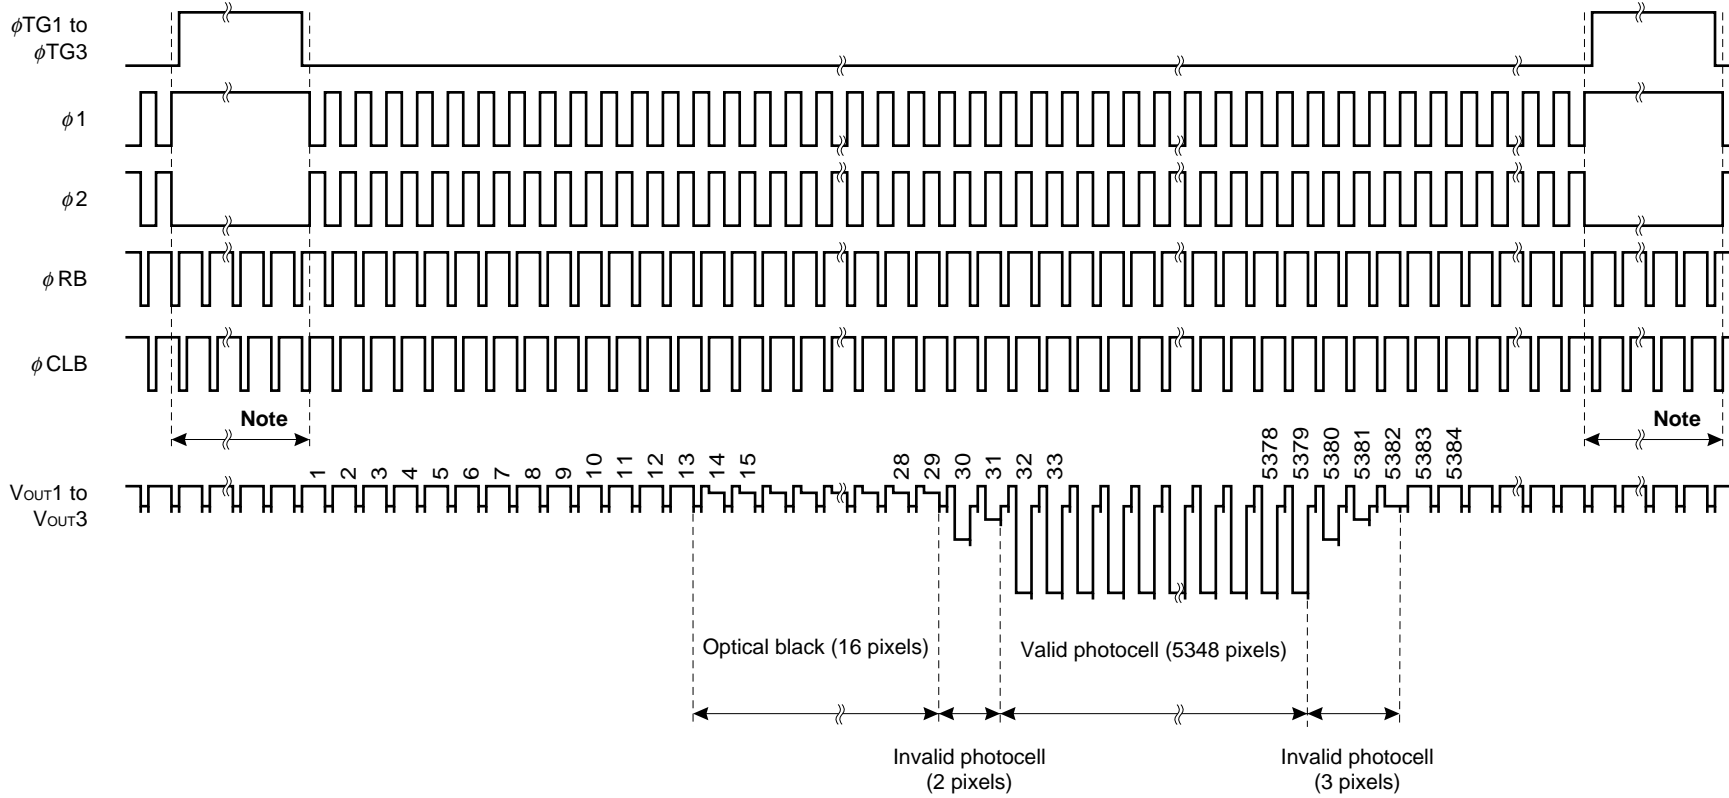 ϕTG1 to
ϕTG3
ϕ1
ϕ2
ϕRB
ϕCLB
Note
Note
VOUT1 to
VOUT3
1 2 3 4 5 6 7 8 9 10 11 12 13 14 15 28 29 30 31 32 33 5378 5379 5380 5381 5382 5383 5384
Optical black (16 pixels)
Valid photocell (5348 pixels)
Invalid photocell
(2 pixels)
Invalid photocell
(3 pixels)